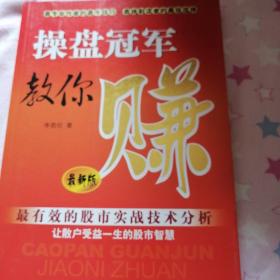 操盘冠军
教你
赚
最新版
最有效的股市实战技术分析
让散户受益一生的股市智慧
CAOPAN GUANJUN
JIAONI ZHUAN